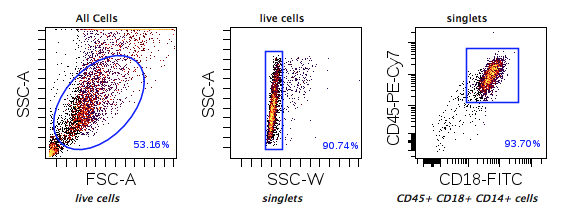 All Cells
SSC-A
53.16%
FSC-A
live cells
live cells
SSC-A
90.74%
SSC-W
singlets
singlets
CD45-PE-Cy7
93.70%
CD18-FITC
CD45+ CD18+ CD14+ cells